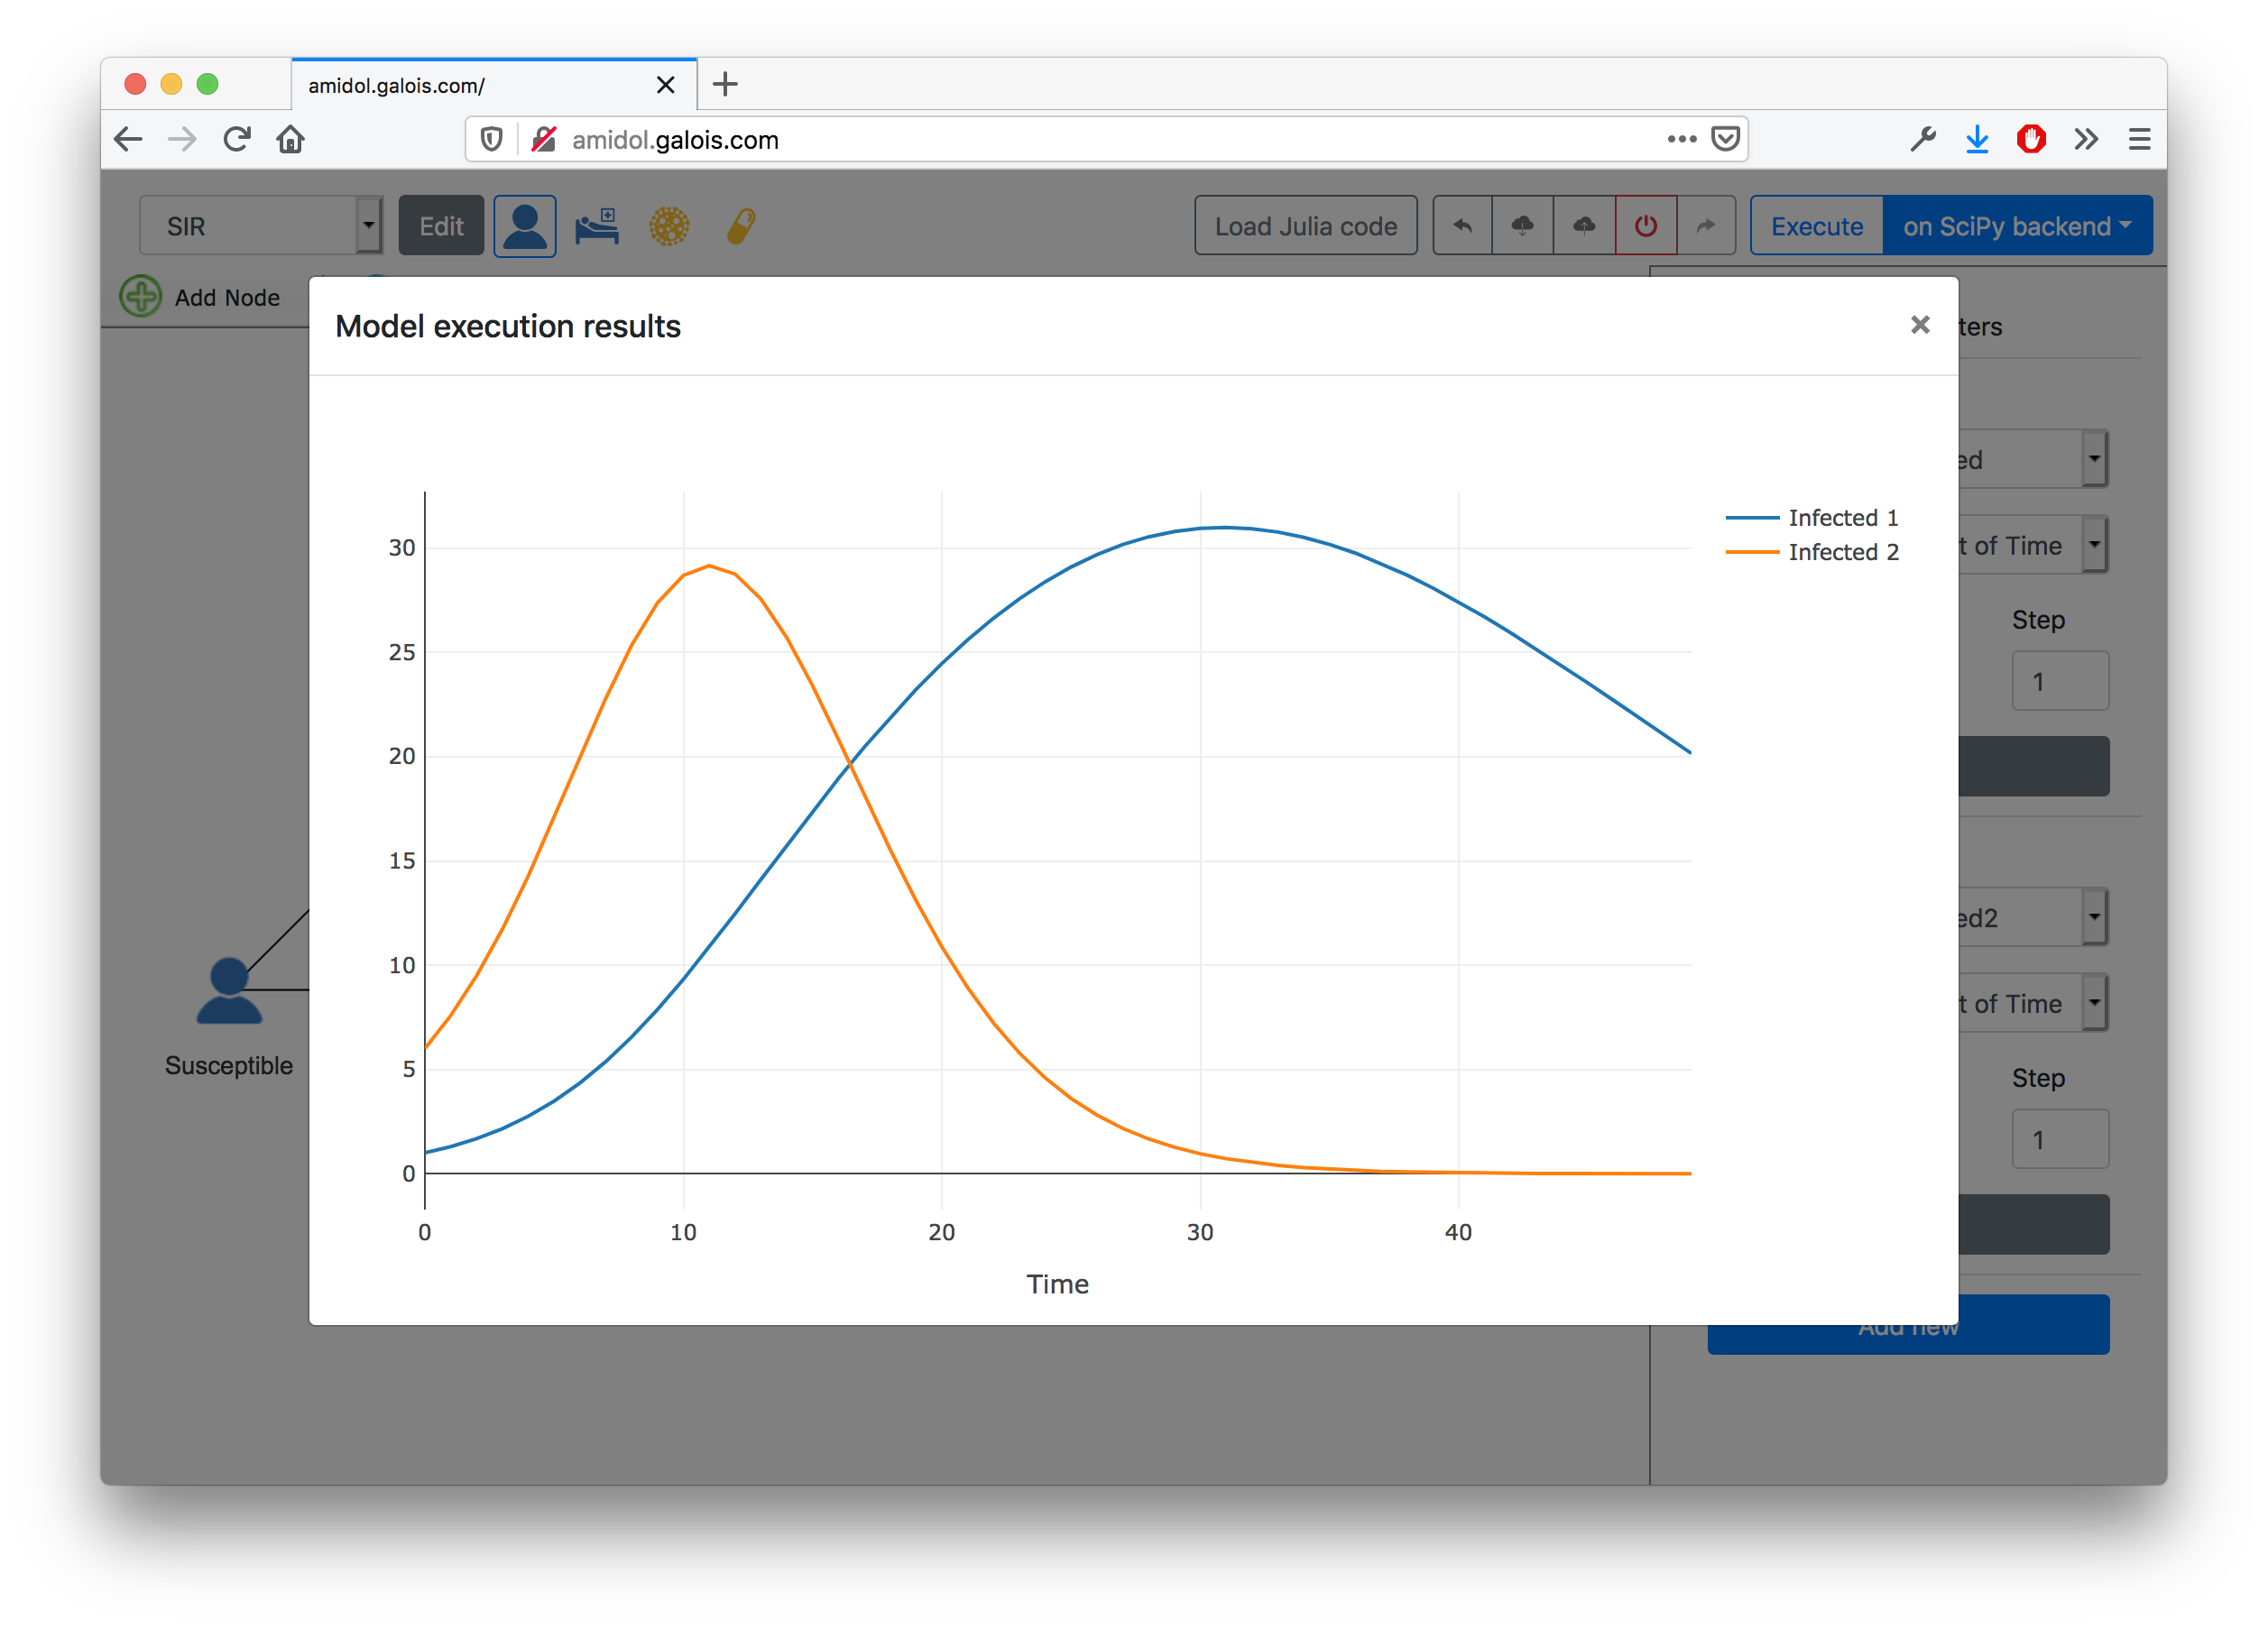 amidol.galois.com/
amidol.galois.com
SIR
Edit
Load Julia code
Execute
on SciPy backend
Add Node
Model execution results
ters
ed
t of Time
Step
1
ed2
t of Time
Step
1
Add new
Susceptible
Infected 1
Infected 2
30
25
20
15
10
5
0
0 10 20 30 40
Time